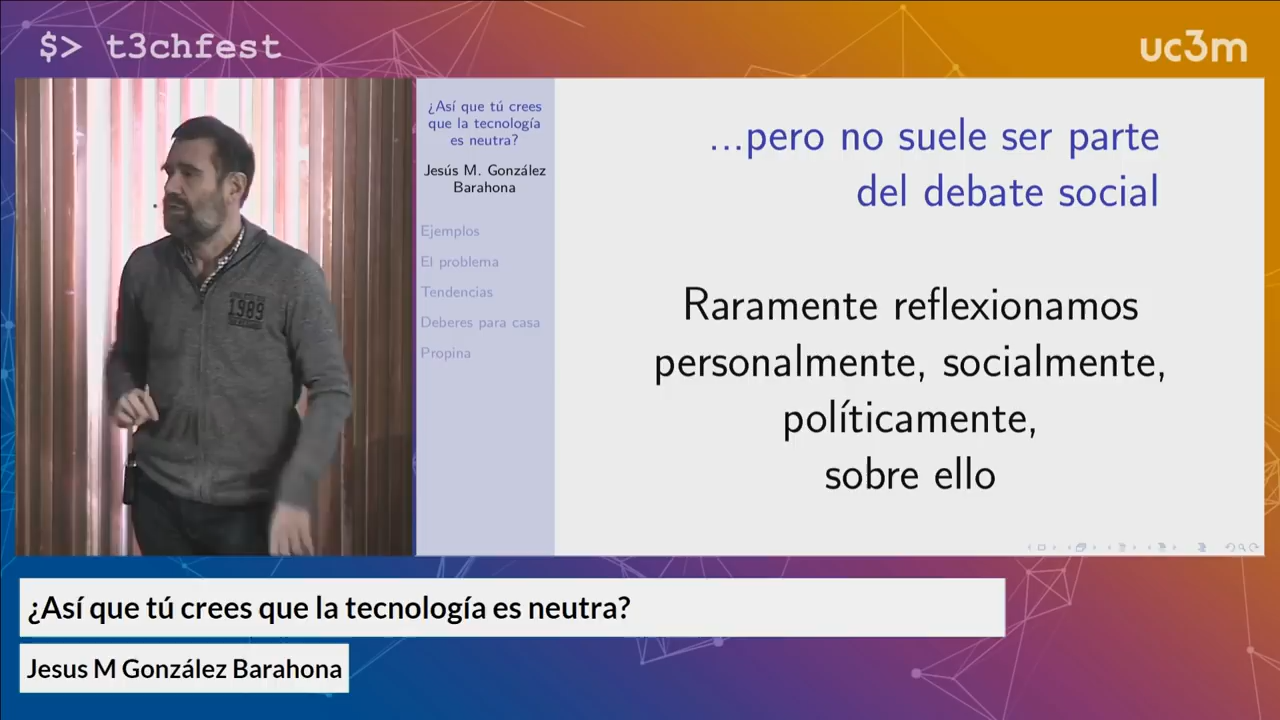 $> t3chfest
uc3m
1989
¿Así que tú crees
que la tecnología
es neutra?
Jesús M. González
Barahona
Ejemplos
El problema
Tendencias
Deberes para casa
Propina
...pero no suele ser parte
del debate social
Raramente reflexionamos
personalmente, socialmente,
políticamente,
sobre ello
¿Así que tú crees que la tecnología es neutra?
Jesus M González Barahona